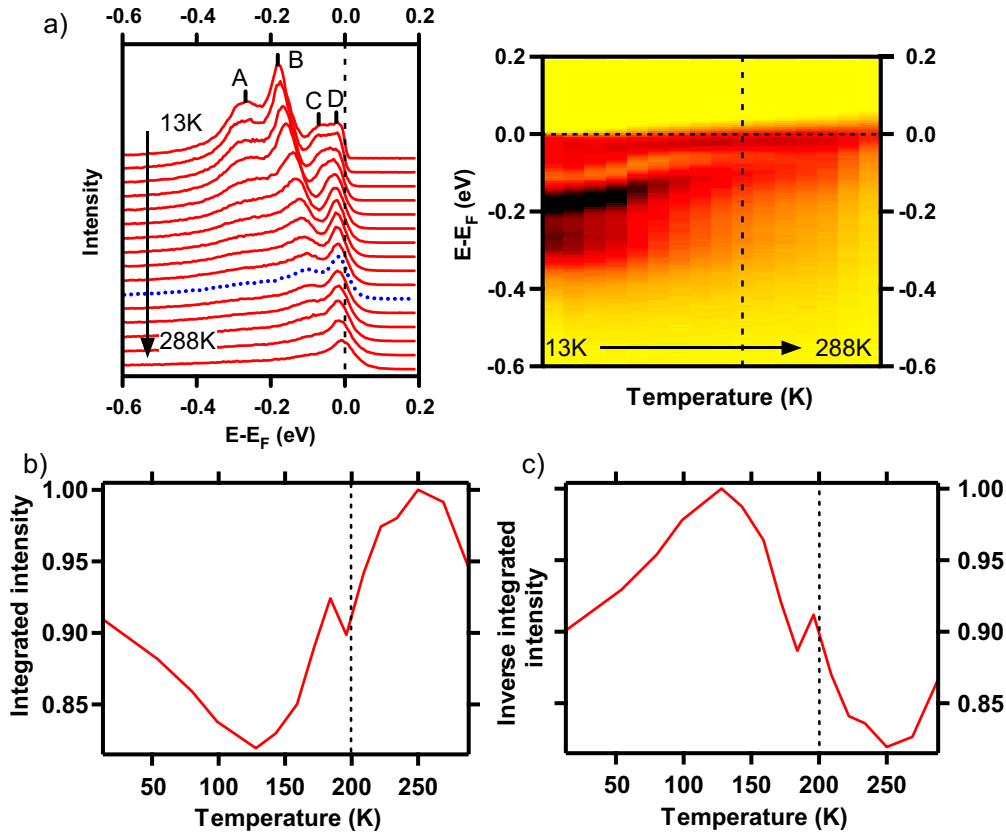 a)
-0.6 -0.4 -0.2 0.0 0.2
A
B
C
D
13K
288K
Intensity
-0.6 -0.4 -0.2 0.0 0.2
E-EF (eV)
0.2 0.2
0.0 0.0
-0.2 -0.2
-0.4 -0.4
-0.6 -0.6
E-EF (eV)
13K 288K
Temperature (K)
b)
1.00
0.95
0.90
0.85
Integrated intensity
50 100 150 200 250
Temperature (K)
c)
1.00
0.95
0.90
0.85
Inverse integrated
intensity
50 100 150 200 250
Temperature (K)